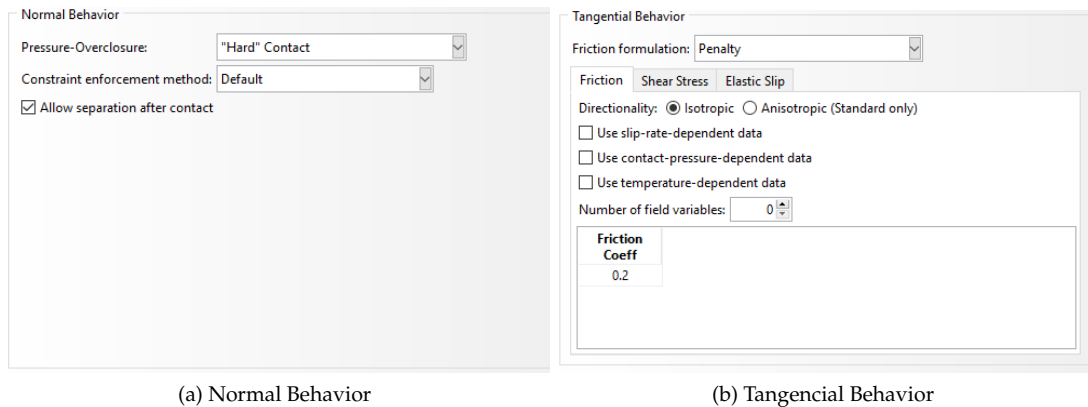 Normal Behavior
Pressure-Overclosure: "Hard" Contact
Constraint enforcement method: Default
Allow separation after contact
(a) Normal Behavior
Tangential Behavior
Friction formulation: Penalty
Friction Shear Stress Elastic Slip
Directionality: Isotropic Anisotropic (Standard only)
Use slip-rate-dependent data
Use contact-pressure-dependent data
Use temperature-dependent data
Number of field variables: 0
Friction
Coeff
0.2
(b) Tangencial Behavior